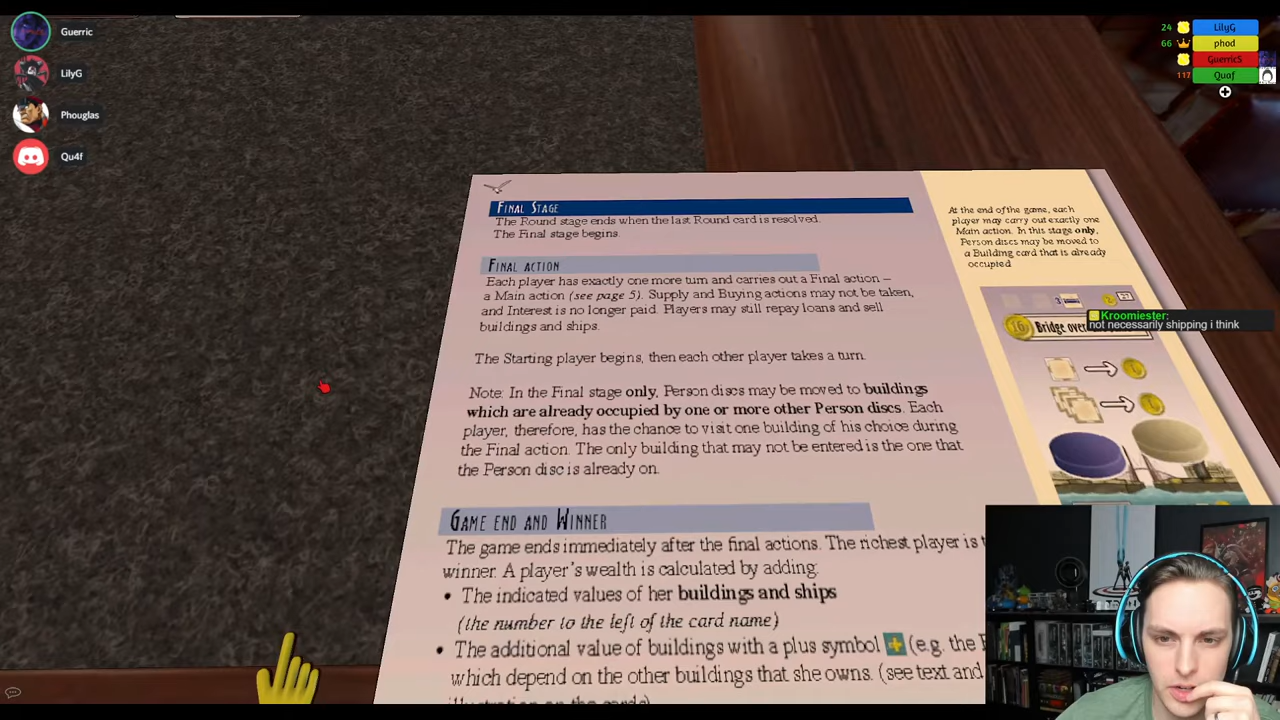 Guerric
LilyG
Phouglas
Qu4f
24
LilyG
66
phod
GuerricS
117
Quaf
FINAL STAGE
The Round stage ends when the last Round card is resolved.
The Final stage begins.
FINAL ACTION
Each player has exactly one more turn and carries out a Final action –
a Main action (see page 5). Supply and Buying actions may not be taken,
and Interest is no longer paid. Players may still repay loans and sell
buildings and ships.
The Starting player begins, then each other player takes a turn.
Note: In the Final stage only, Person discs may be moved to buildings
which are already occupied by one or more other Person discs. Each
player, therefore, has the chance to visit one building of his choice during
the Final action. The only building that may not be entered is the one that
the Person disc is already on.
GAME END AND WINNER
The game ends immediately after the final actions. The richest player is
winner. A player's wealth is calculated by adding:
• The indicated values of her buildings and ships
(the number to the left of the card name)
• The additional value of buildings with a plus symbol + (e.g. the
which depend on the other buildings that she owns. (see text and
illustration on the cards)
At the end of the game, each
player may carry out exactly one
Main action. In this stage only,
Person discs may be moved to
a Building card that is already
occupied
16
Bridge over
Kroomiester:
not necessarily shipping i think